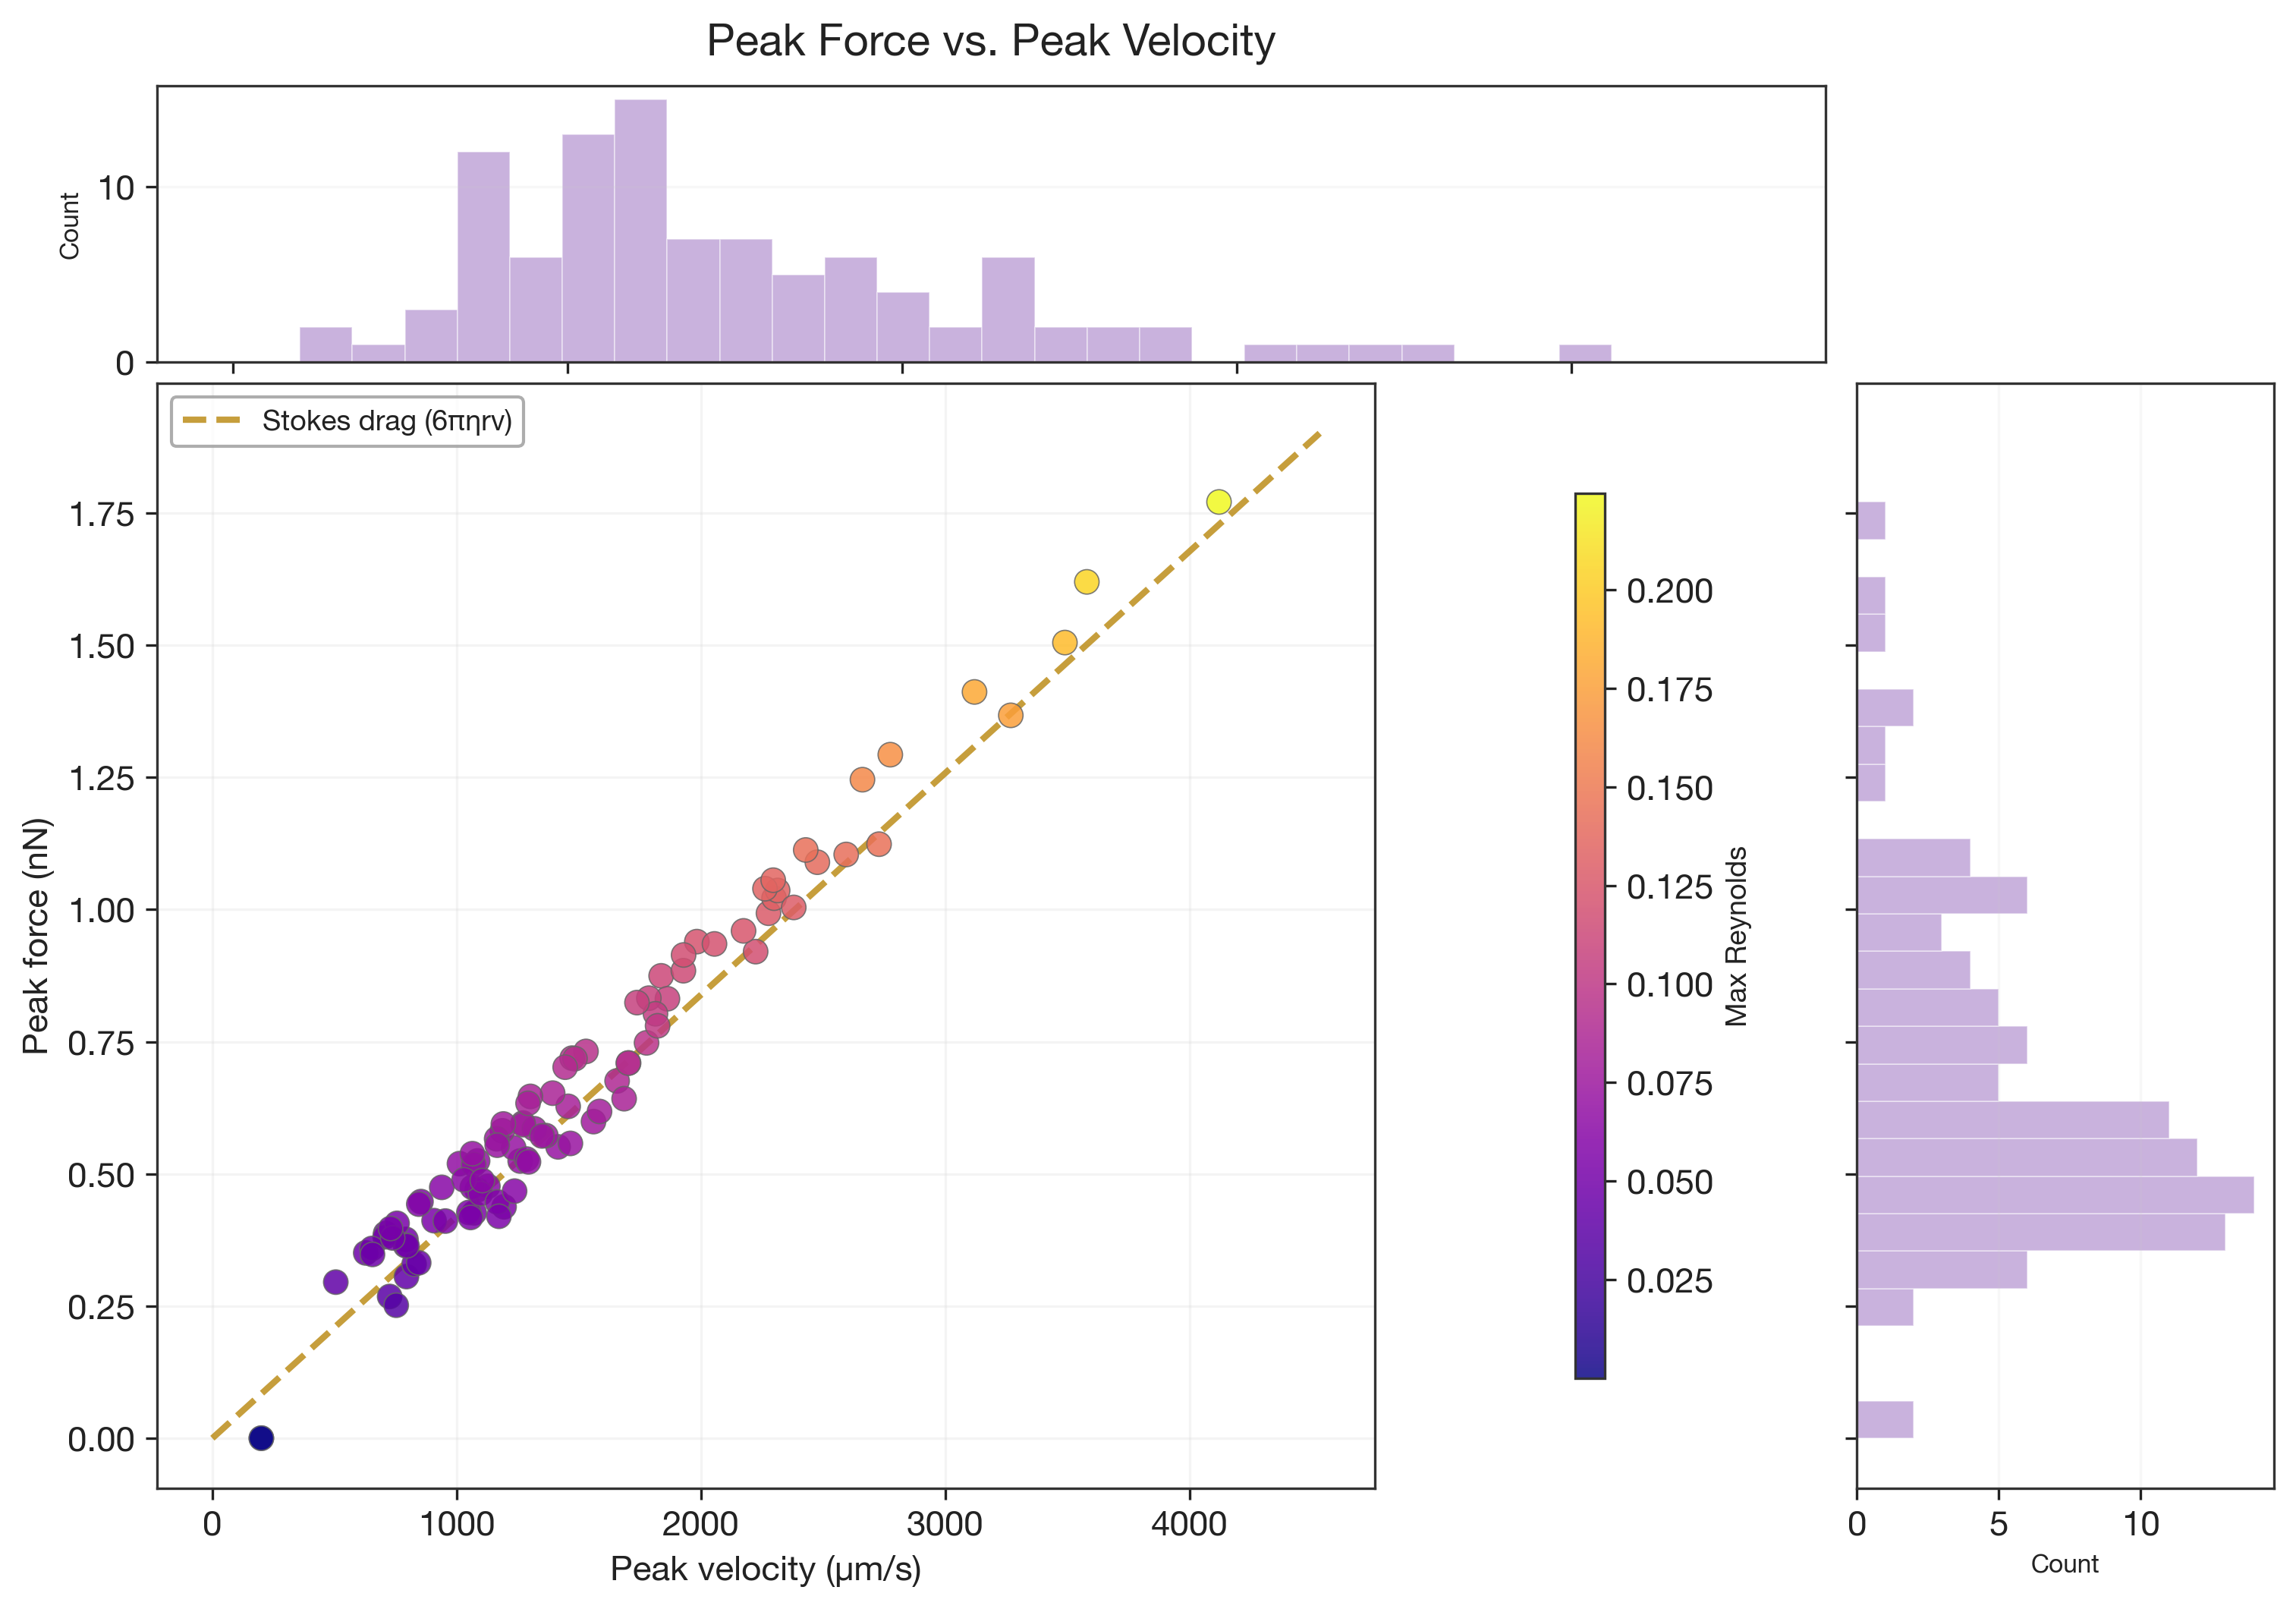 Peak Force vs. Peak Velocity
Count
10
0
Stokes drag (6πηrv)
Peak force (nN)
1.75
1.50
1.25
1.00
0.75
0.50
0.25
0.00
0 1000 2000 3000 4000
Peak velocity (μm/s)
0.200
0.175
0.150
0.125
0.100
0.075
0.050
0.025
Max Reynolds
0 5 10
Count